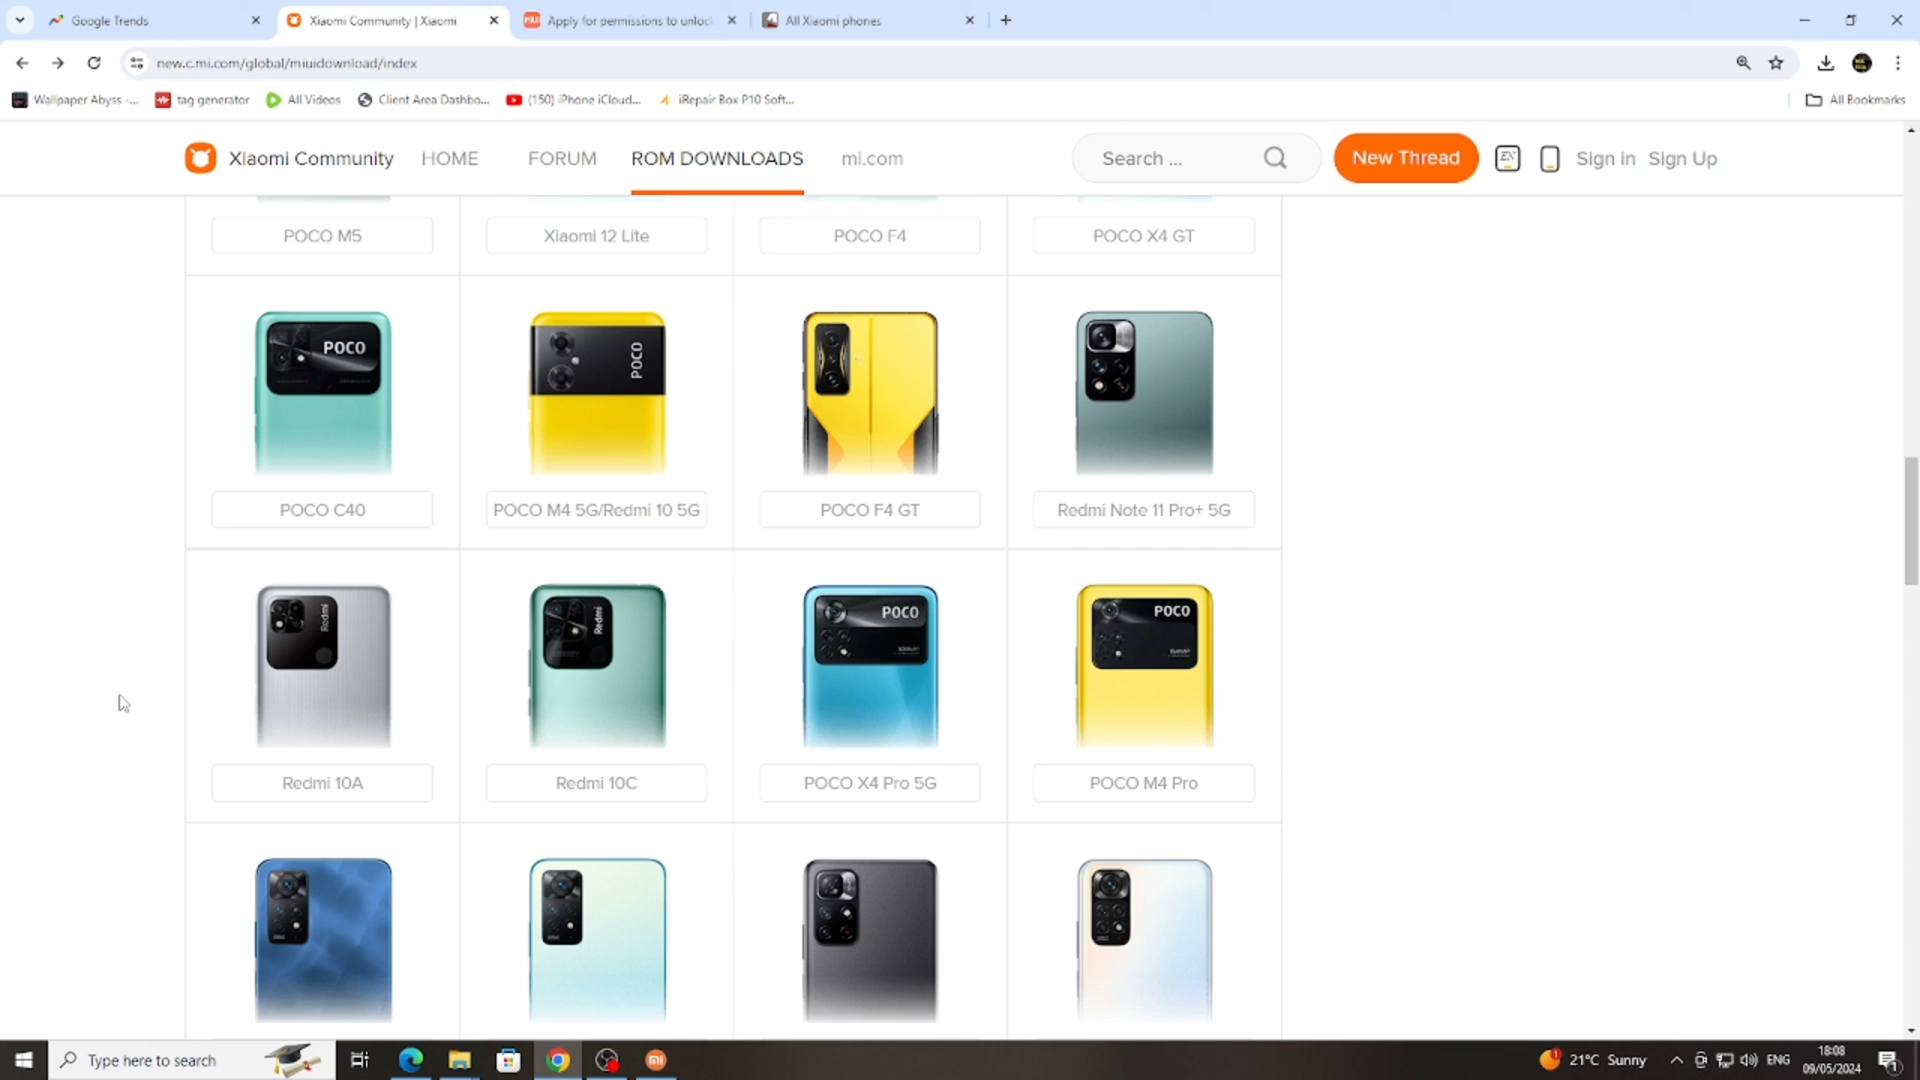 Google Trends
Xiaomi Community | Xiaomi
Apply for permissions to unloc
All Xiaomi phones
new.c.mi.com/global/miuidownload/index
Wallpaper Abyss -...
tag generator
All Videos
Client Area Dashbo...
(150) iPhone iCloud...
iRepair Box P10 Soft...
All Bookmarks
Xiaomi Community
HOME
FORUM
ROM DOWNLOADS
mi.com
Search ...
New Thread
EN
Sign in
Sign Up
POCO M5
Xiaomi 12 Lite
POCO F4
POCO X4 GT
POCO
POCO
POCO C40
POCO M4 5G/Redmi 10 5G
POCO F4 GT
Redmi Note 11 Pro+ 5G
Redmi
Redmi
POCO
POCO
Redmi 10A
Redmi 10C
POCO X4 Pro 5G
POCO M4 Pro
Type here to search
21°C Sunny
ENG
18:08
09/05/2024